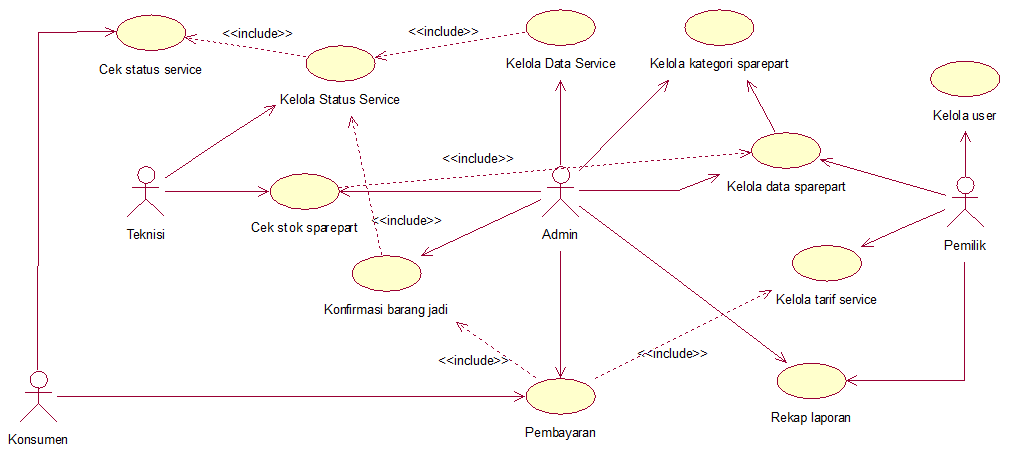 <<include>>
<<include>>
Cek status service
Kelola Data Service
Kelola kategori sparepart
Kelola Status Service
Kelola user
<<include>>
Kelola data sparepart
Teknisi
Cek stok sparepart
<<include>>
Admin
Pemilik
Konfirmasi barang jadi
Kelola tarif service
<<include>>
<<include>>
Rekap laporan
Konsumen
Pembayaran